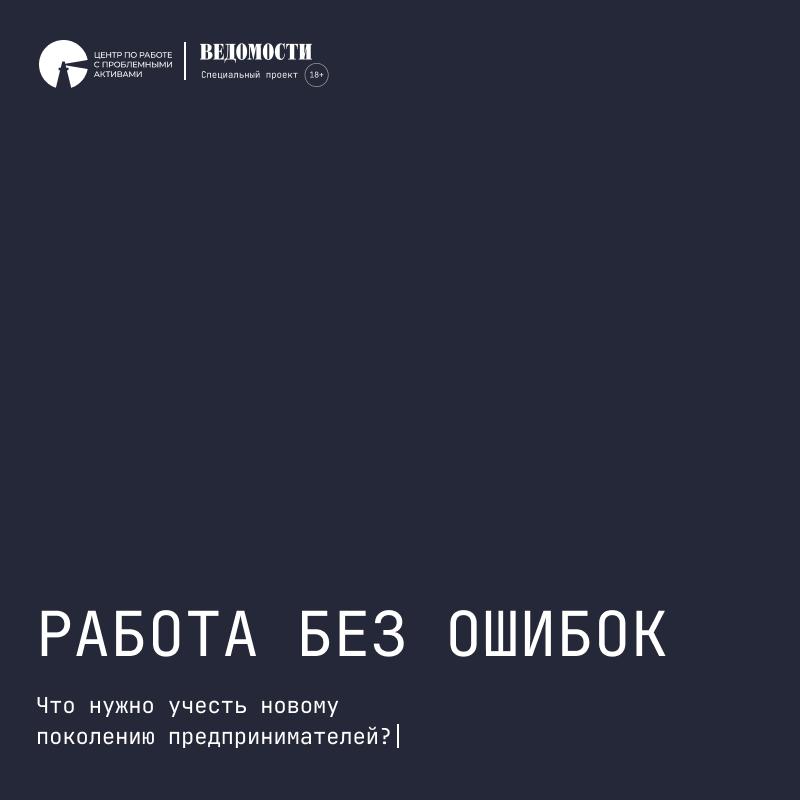 ЦЕНТР ПО РАБОТЕ
С ПРОБЛЕМНЫМИ
АКТИВАМИ
ВЕДОМОСТИ
Специальный проект 18+
РАБОТА БЕЗ ОШИБОК
Что нужно учесть новому
поколению предпринимателей?